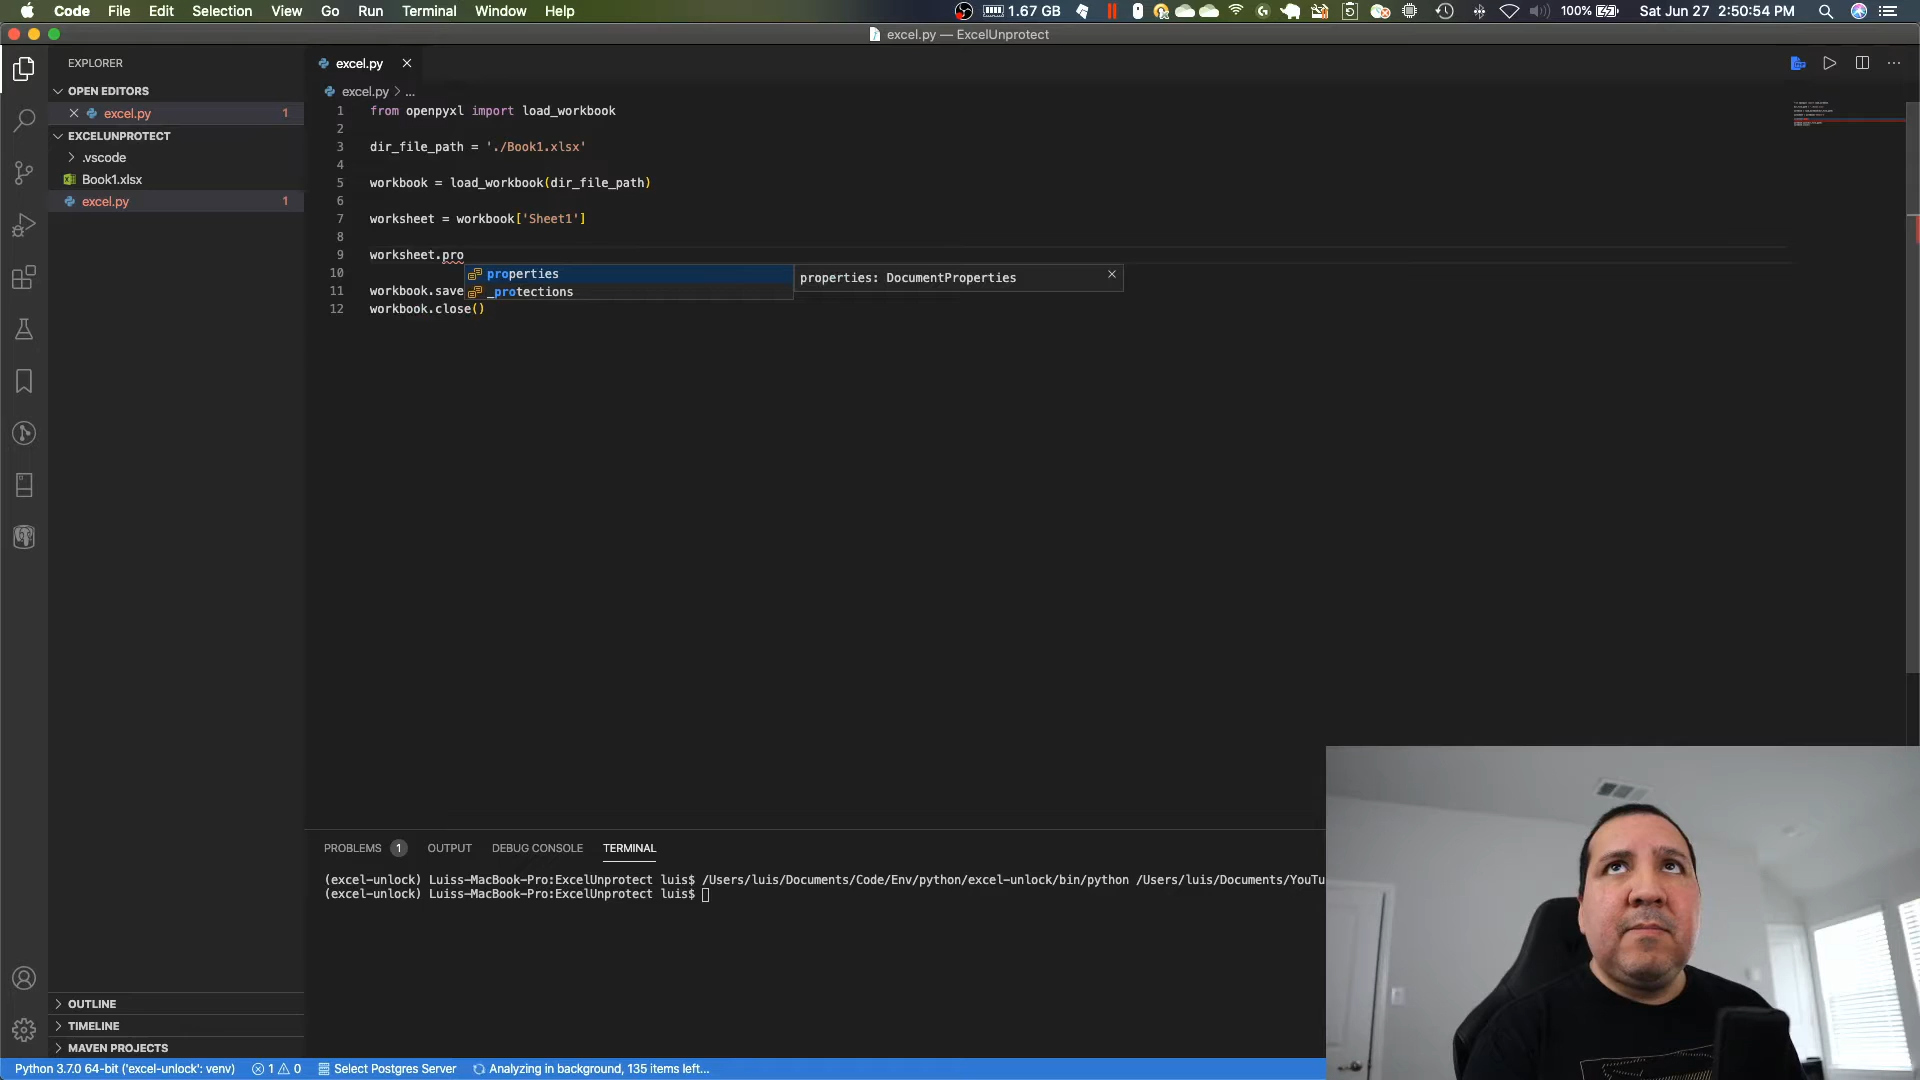 Code File Edit Selection View Go Run Terminal Window Help 1.67 GB 100% Sat Jun 27 2:50:54 PM
excel.py — ExcelUnprotect
EXPLORER
OPEN EDITORS
excel.py 1
EXCELUNPROTECT
.vscode
Book1.xlsx
excel.py 1
excel.py
excel.py > ...
1 from openpyxl import load_workbook
2
3 dir_file_path = './Book1.xlsx'
4
5 workbook = load_workbook(dir_file_path)
6
7 worksheet = workbook['Sheet1']
8
9 worksheet.pro
properties
properties: DocumentProperties
10
_protections
11 workbook.save
12 workbook.close()
PROBLEMS 1 OUTPUT DEBUG CONSOLE TERMINAL
(excel-unlock) Luiss-MacBook-Pro:ExcelUnprotect luis$ /Users/luis/Documents/Code/Env/python/excel-unlock/bin/python /Users/luis/Documents/YouTu
(excel-unlock) Luiss-MacBook-Pro:ExcelUnprotect luis$
OUTLINE
TIMELINE
MAVEN PROJECTS
Python 3.7.0 64-bit ('excel-unlock': venv) 1 0 Select Postgres Server Analyzing in background, 135 items left...